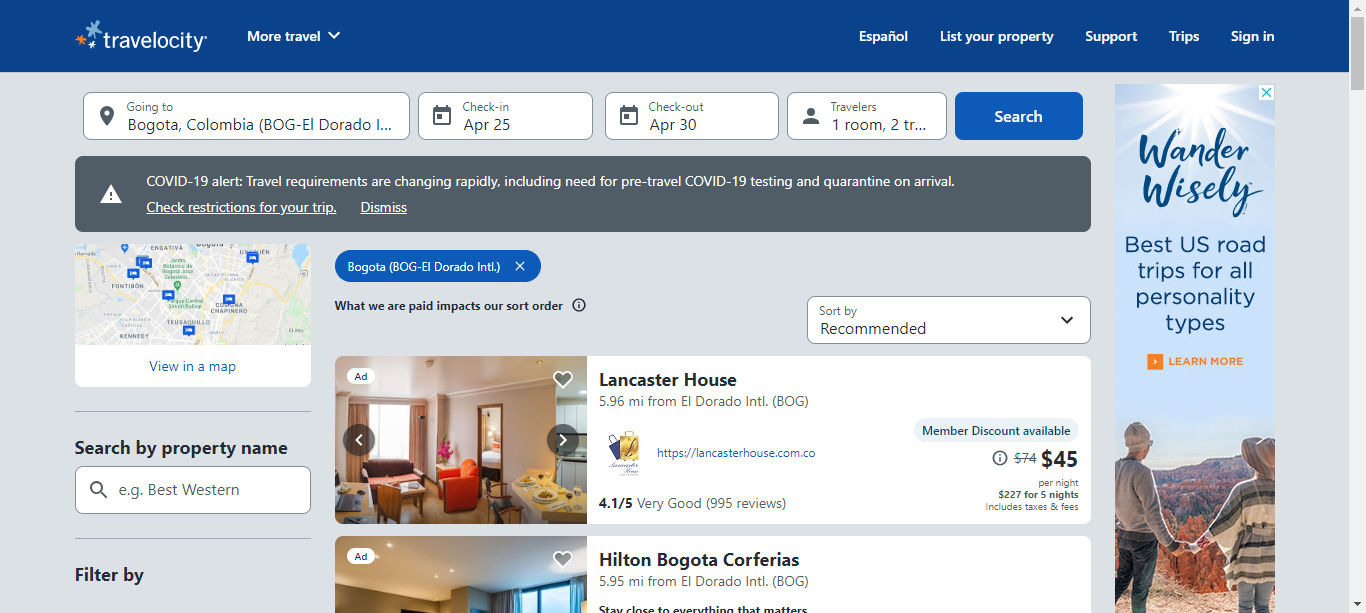 travelocity
More travel
Español
List your property
Support
Trips
Sign in
Going to
Bogota, Colombia (BOG-El Dorado I...
Check-in
Apr 25
Check-out
Apr 30
Travelers
1 room, 2 tr...
Search
COVID-19 alert: Travel requirements are changing rapidly, including need for pre-travel COVID-19 testing and quarantine on arrival.
Check restrictions for your trip.
Dismiss
ENGATIVA
Bogota
USAQUÉN
FONTIBÓN
CHAPINERO
TEUSAQUILLO
KENNEDY
View in a map
Search by property name
e.g. Best Western
Filter by
Bogota (BOG-El Dorado Intl.)
What we are paid impacts our sort order
Sort by
Recommended
Ad
Lancaster House
5.96 mi from El Dorado Intl. (BOG)
Lancaster
House
https://lancasterhouse.com.co
4.1/5 Very Good (995 reviews)
Member Discount available
$74 $45
per night
$227 for 5 nights
Includes taxes & fees
Ad
Hilton Bogota Corferias
5.95 mi from El Dorado Intl. (BOG)
Stay close to everything that matters
Wander
Wisely
Best US road
trips for all
personality
types
LEARN MORE